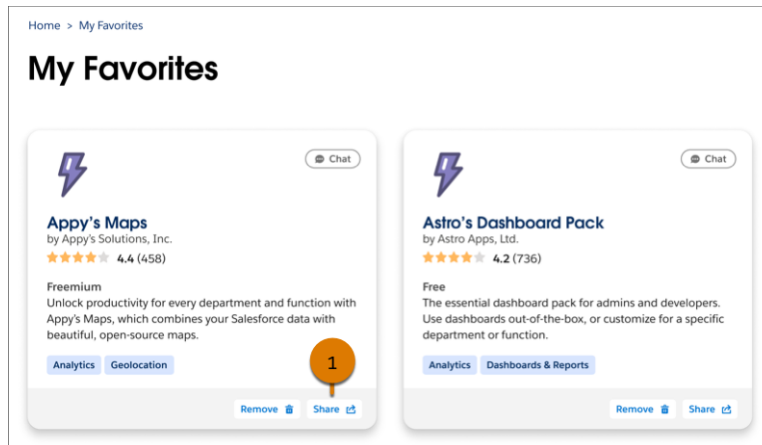 Home > My Favorites
My Favorites
Chat
Appy's Maps
by Appy's Solutions, Inc.
4.4 (458)
Freemium
Unlock productivity for every department and function with
Appy's Maps, which combines your Salesforce data with
beautiful, open-source maps.
Analytics Geolocation
1
Remove Share
Chat
Astro's Dashboard Pack
by Astro Apps, Ltd.
4.2 (736)
Free
The essential dashboard pack for admins and developers.
Use dashboards out-of-the-box, or customize for a specific
department or function.
Analytics Dashboards & Reports
Remove Share